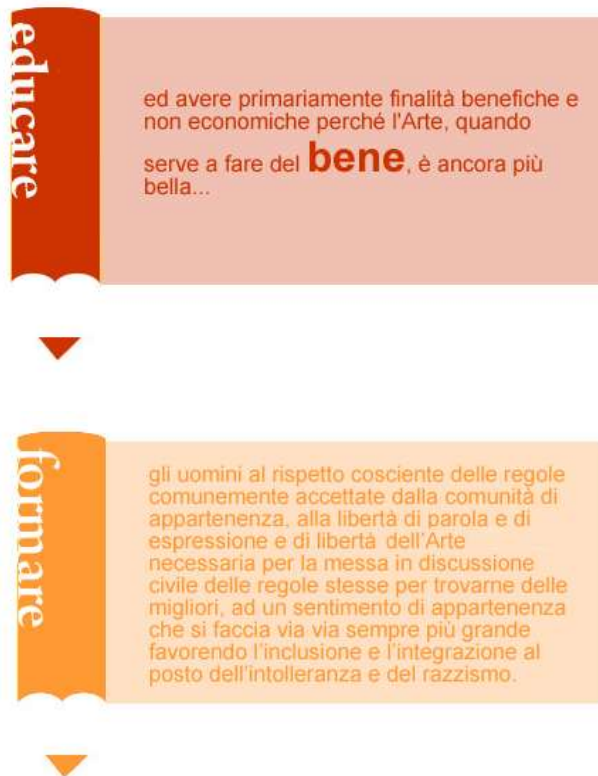 educare
ed avere primariamente finalità benefiche e
non economiche perché l'Arte, quando
serve a fare del bene, è ancora più
bella...
formare
gli uomini al rispetto cosciente delle regole
comunemente accettate dalla comunità di
appartenenza, alla libertà di parola e di
espressione e di libertà dell'Arte
necessaria per la messa in discussione
civile delle regole stesse per trovarne delle
migliori, ad un sentimento di appartenenza
che si faccia via via sempre più grande
favorendo l'inclusione e l'integrazione al
posto dell'intolleranza e del razzismo.